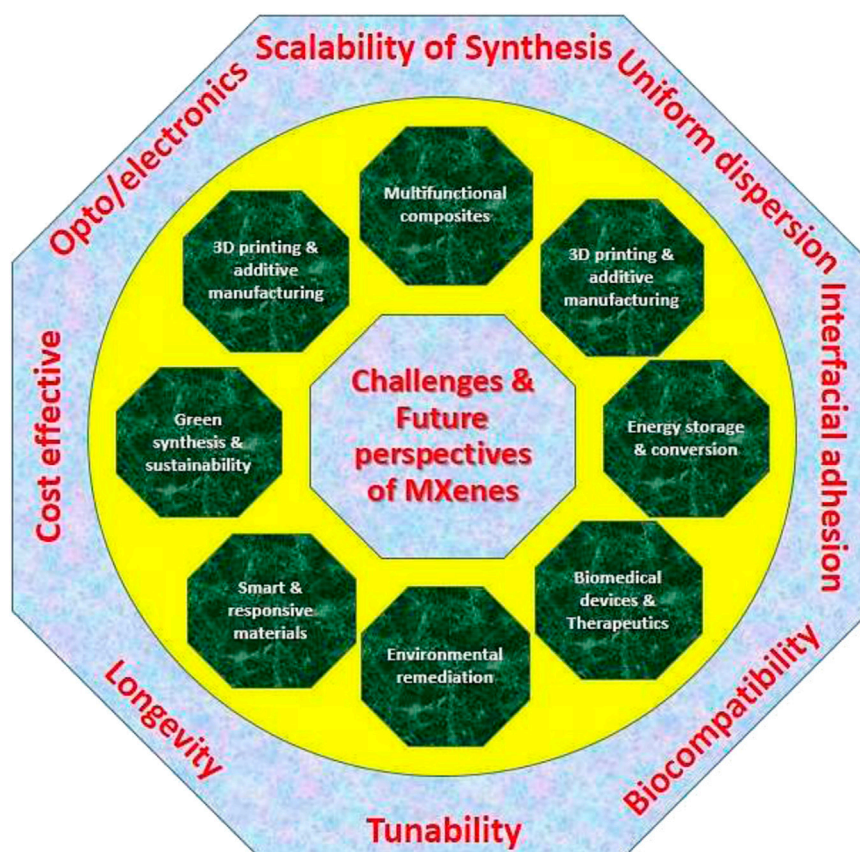 Scalability of Synthesis
Uniform dispersion
Interfacial adhesion
Biocompatibility
Tunability
Longevity
Cost effective
Opto/electronics
Multifunctional
composites
3D printing &
additive
manufacturing
Energy storage
& conversion
Biomedical
devices &
Therapeutics
Environmental
remediation
Smart &
responsive
materials
Green
synthesis &
sustainability
3D printing &
additive
manufacturing
Challenges &
Future
perspectives
of MXenes